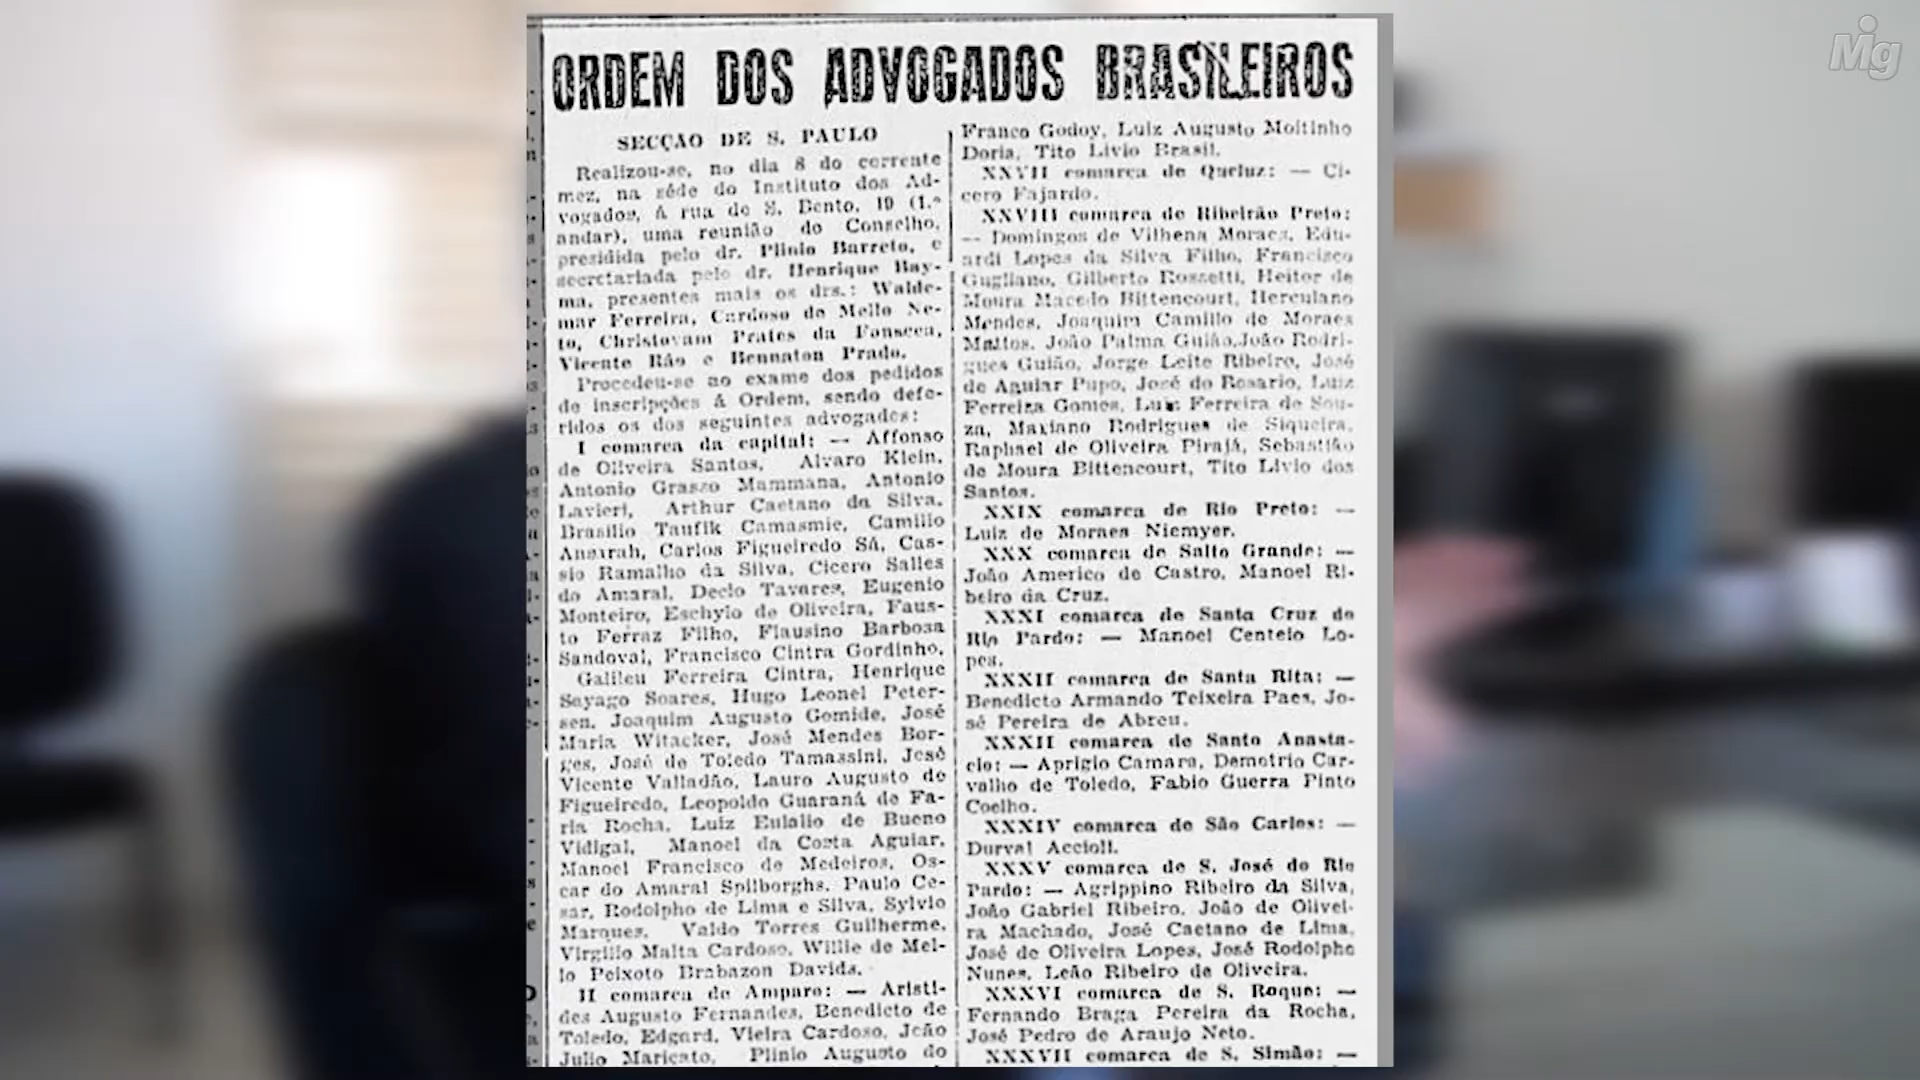 ORDEM DOS ADVOGADOS BRASILEIROS
SECÇÃO DE S. PAULO
Realizou-se, no dia 8 do corrente
mez, na séde do Instituto dos Ad-
vogados, á rua de S. Bento, 19 (1.º
andar), uma reunião do Conselho,
presidida pelo dr. Plinio Barreto, e
secretariada pelo dr. Henrique Bay-
ma, presentes mais os drs.: Walde-
mar Ferreira, Cardoso de Mello Ne-
to, Christovam Prates da Fonseca,
Vicente Ráo e Bennaton Prado.
Procedeu-se ao exame dos pedidos
de inscripções á Ordem, sendo defe-
ridos os dos seguintes advogados:
I comarca da capital: — Affonso
de Oliveira Santos, Alvaro Klein,
Antonio Grasso Mammana, Antonio
Lavieri, Arthur Caetano da Silva,
Brasilio Taufik Camasmie, Camillo
Carlos Figueiredo Sá, Cas-
sio Ramalho da Silva, Cicero Salles
do Amaral, Decio Tavares, Eugenio
Monteiro, Eschylo de Oliveira, Faus-
to Ferraz Filho, Flausino Barbosa
Sandoval, Francisco Cintra Gordinho,
Galileu Ferreira Cintra, Henrique
Sayago Soares, Hugo Leonel Peter-
sen, Joaquim Augusto Gomide, José
Maria Witacker, José Mendes Bor-
ges, José de Toledo Tamassini, José
Vicente Valladão, Lauro Augusto de
Figueiredo, Leopoldo Guaraná de Fa-
ria Rocha, Luiz Eulalio de Bueno
Vidigal, Manoel da Costa Aguiar,
Manoel Francisco de Medeiros, Os-
car do Amaral Spilborghs, Paulo Ce-
sar, Rodolpho de Lima e Silva, Sylvio
Marques, Valdo Torres Guilherme,
Virgilio Malta Cardoso, Willie de Mel-
lo Peixoto Brabazon Davids.
II comarca de Amparo: — Aristi-
des Augusto Fernandes, Benedicto de
Toledo, Edgard, Vieira Cardoso, João
Julio Maricato, Plinio Augusto do
Franco Godoy, Luiz Augusto Moitinho
Doria, Tito Livio Brasil.
XXVII comarca de Queluz: — Ci-
cero Fajardo.
XXVIII comarca de Ribeirão Preto:
— Domingos de Vilhena Moraes, Edu-
ardi Lopes da Silva Filho, Francisco
Gugliano, Gilberto Rossetti, Heitor de
Moura Macedo Bittencourt, Herculano
Mendes, Joaquim Camillo de Moraes
Mattos, João Palma Guião, João Rodri-
gues Guião, Jorge Leite Ribeiro, José
de Aguiar Pupo, José do Rosario, Luiz
Ferreira Gomes, Luiz Ferreira de Sou-
za, Maxiano Rodrigues de Siqueira,
Raphael de Oliveira Pirajá, Sebastião
de Moura Bittencourt, Tito Livio dos
Santos.
XXIX comarca de Rio Preto: —
Luiz de Moraes Niemyer.
XXX comarca de Salto Grande: —
João Americo de Castro, Manoel Ri-
beiro da Cruz.
XXXI comarca de Santa Cruz do
Rio Pardo: — Manoel Centelo Lo-
pes.
XXXII comarca de Santa Rita: —
Benedicto Armando Teixeira Paes, Jo-
sé Pereira de Abreu.
XXXII comarca de Santo Anasta-
cio: — Aprigio Camara, Demetrio Car-
valho de Toledo, Fabio Guerra Pinto
Coelho.
XXXIV comarca de São Carlos: —
Durval Accioli.
XXXV comarca de S. José do Rio
Pardo: — Agrippino Ribeiro da Silva,
João Gabriel Ribeiro, João de Olivei-
ra Machado, José Caetano de Lima,
José de Oliveira Lopes, José Rodolpho
Nunes, Leão Ribeiro de Oliveira.
XXXVI comarca de S. Roque: —
Fernando Braga Pereira da Rocha,
José Pedro de Araujo Neto.
XXXVII comarca de S. Simão: —
Mig